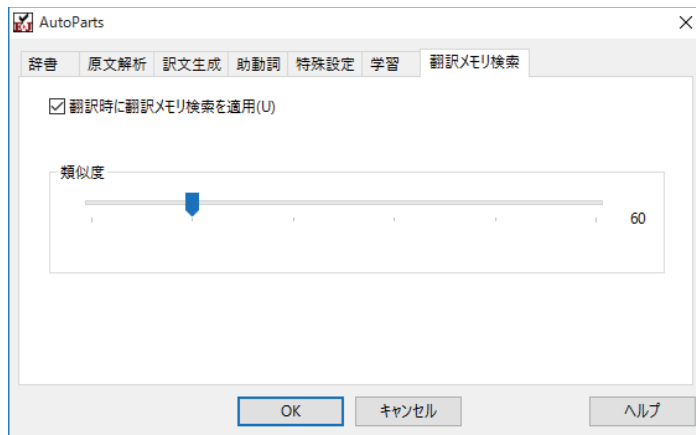 AutoParts
辞書 原文解析 訳文生成 助動詞 特殊設定 学習 翻訳メモリ検索
翻訳時に翻訳メモリ検索を適用(U)
類似度
60
OK キャンセル ヘルプ